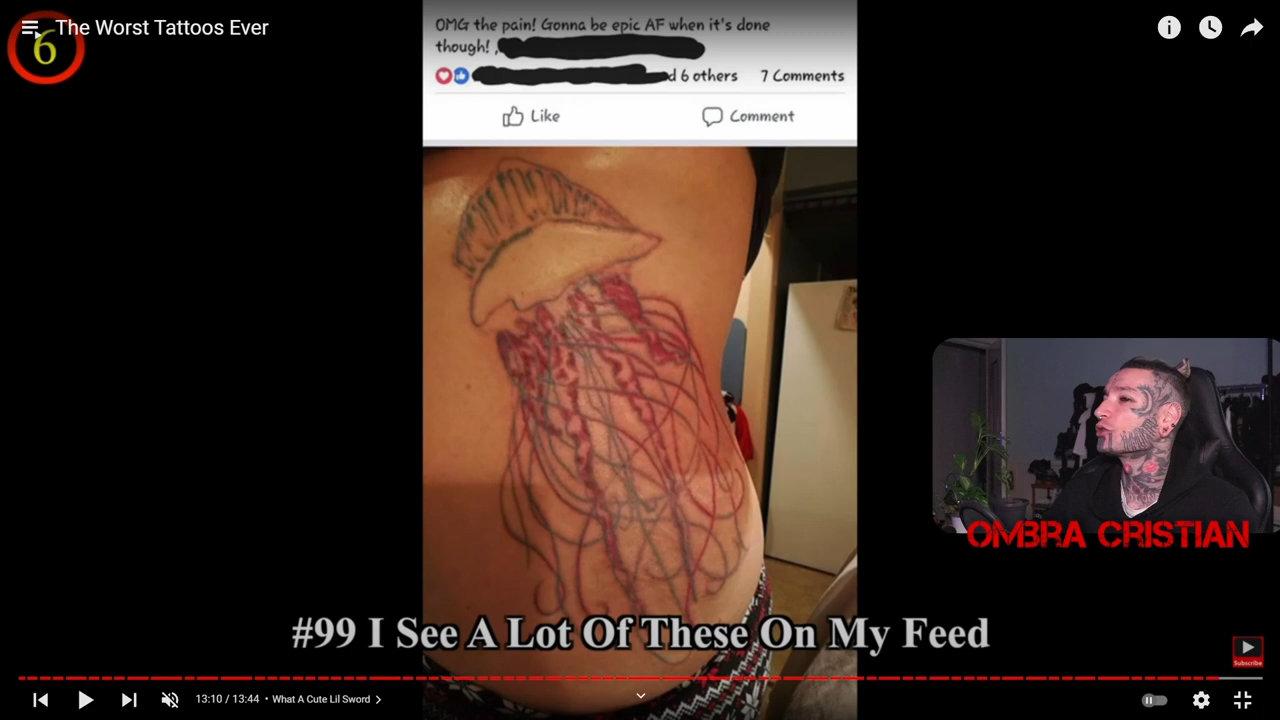 The Worst Tattoos Ever
6
OMG the pain! Gonna be epic AF when it's done
though! ,
d 6 others 7 Comments
Like Comment
OMBRA CRISTIAN
#99 I See A Lot Of These On My Feed
Subscribe
13:10 / 13:44 • What A Cute Lil Sword >